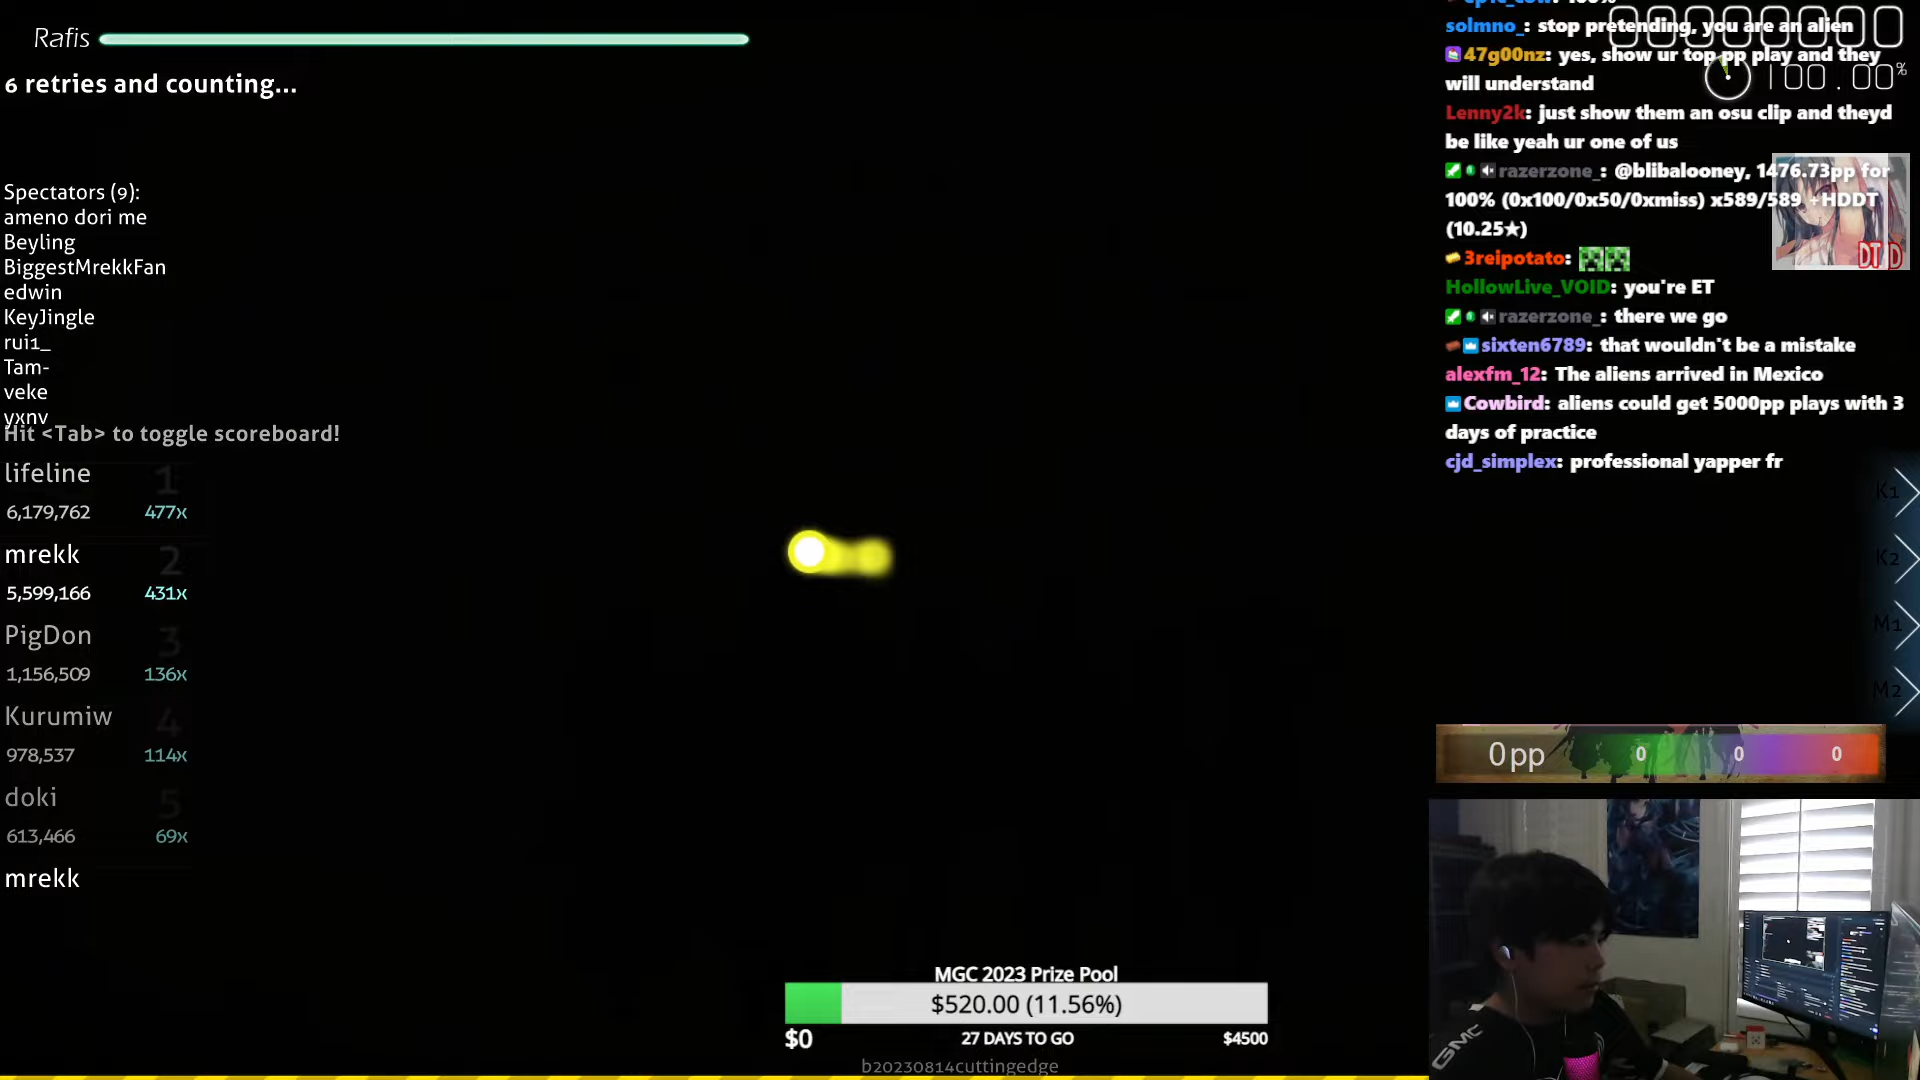 Rafis
6 retries and counting...
Spectators (9):
ameno dori me
Beyling
BiggestMrekkFan
edwin
KeyJingle
rui1_
Tam-
veke
yxnv
Hit <Tab> to toggle scoreboard!
lifeline 1
6,179,762 477x
mrekk 2
5,599,166 431x
PigDon 3
1,156,509 136x
Kurumiw 4
978,537 114x
doki 5
613,466 69x
mrekk
MGC 2023 Prize Pool
$520.00 (11.56%)
$0 27 DAYS TO GO $4500
b20230814cuttingedge
00000000
100.00%
solmno_: stop pretending, you are an alien
47g00nz: yes, show ur top pp play and they
will understand
Lenny2k: just show them an osu clip and theyd
be like yeah ur one of us
razerzone_: @blibalooney, 1476.73pp for
100% (0x100/0x50/0xmiss) x589/589 +HDDT
(10.25★)
3reipotato:
HollowLive_VOID: you're ET
razerzone_: there we go
sixten6789: that wouldn't be a mistake
alexfm_12: The aliens arrived in Mexico
Cowbird: aliens could get 5000pp plays with 3
days of practice
cjd_simplex: professional yapper fr
DT D
K1
K2
M1
M2
0pp 0 0 0
GMC